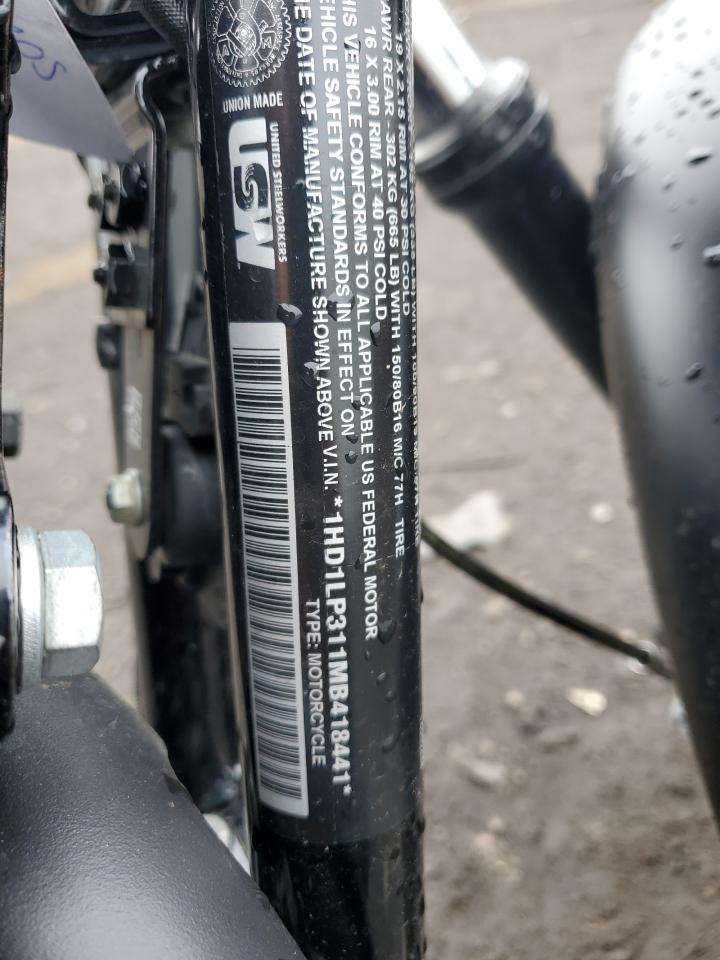 19 X 2.15 RIM AT 36 PSI COLD
GAWR REAR - 302 KG (665 LB) WITH 150/80B16 M/C 77H TIRE
16 X 3.00 RIM AT 40 PSI COLD
THIS VEHICLE CONFORMS TO ALL APPLICABLE US FEDERAL MOTOR
VEHICLE SAFETY STANDARDS IN EFFECT ON
THE DATE OF MANUFACTURE SHOWN ABOVE V.I.N. *1HD1LP311MB418441*
TYPE: MOTORCYCLE
UNION MADE
USW
UNITED STEELWORKERS